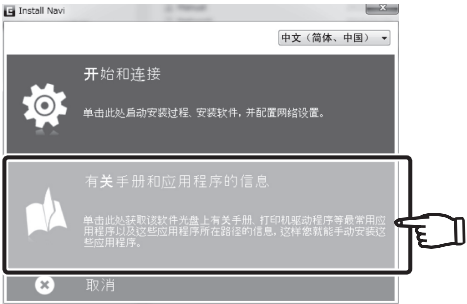 Install Navi
中文（简体、中国）
开始和连接
单击此处启动安装过程、安装软件，并配置网络设置。
有关手册和应用程序的信息
单击此处获取该软件光盘上有关手册、打印机驱动程序等最常用应
用程序以及这些应用程序所在路径的信息，这样您就能手动安装这
些应用程序。
取消